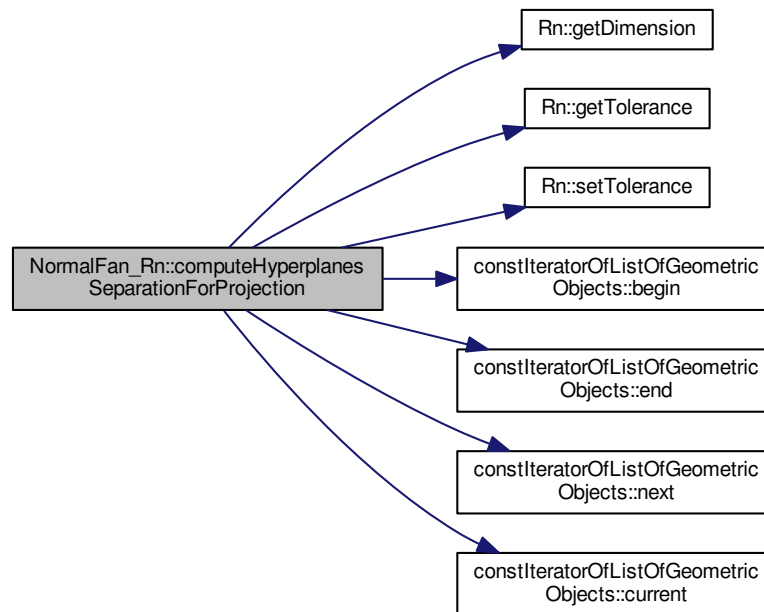 Rn::getDimension
Rn::getTolerance
Rn::setTolerance
NormalFan_Rn::computeHyperplanes
SeparationForProjection
constIteratorOfListOfGeometric
Objects::begin
constIteratorOfListOfGeometric
Objects::end
constIteratorOfListOfGeometric
Objects::next
constIteratorOfListOfGeometric
Objects::current